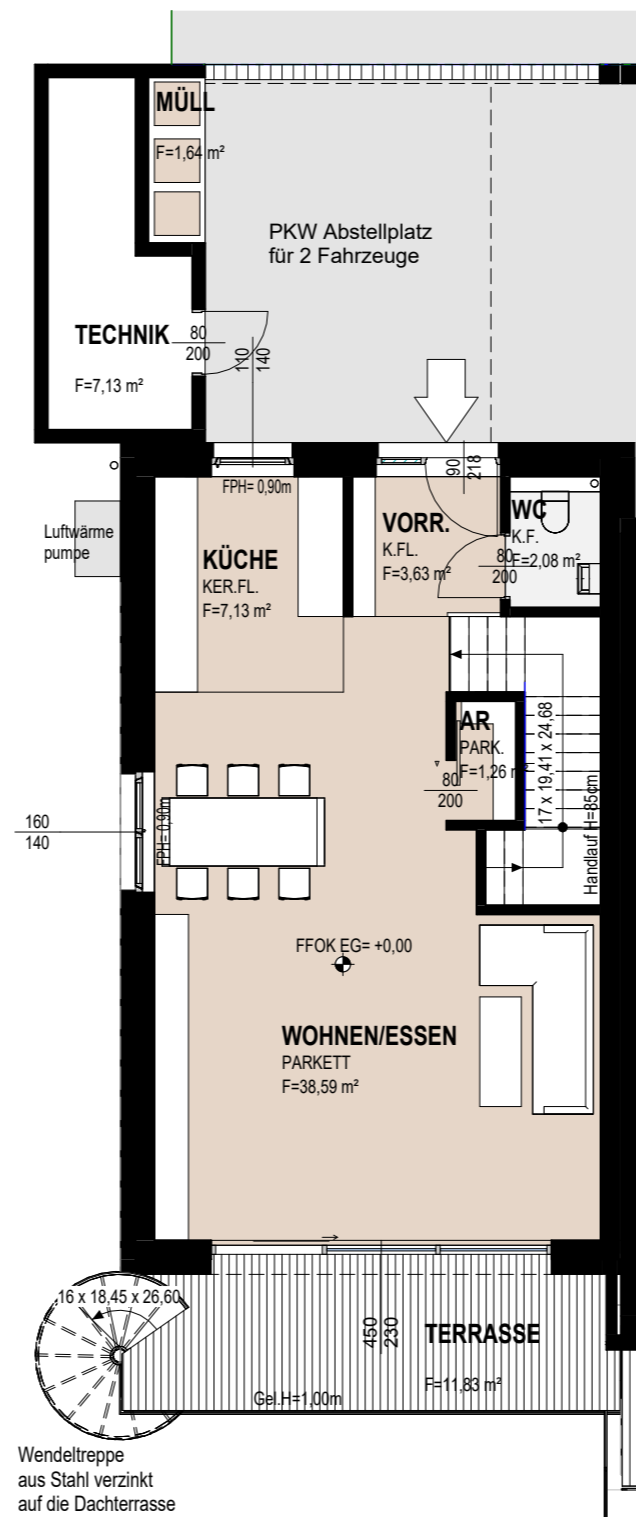 MÜLL
F=1,64 m²
PKW Abstellplatz
für 2 Fahrzeuge
TECHNIK
F=7,13 m²
80
200
110
140
90
218
FPH= 0,90m
Luftwärme
pumpe
KÜCHE
KER.FL.
F=7,13 m²
VORR.
K.FL.
F=3,63 m²
WC
K.F.
F=2,08 m²
80
200
AR
PARK.
F=1,26 m²
80
200
17 x 19,41 x 24,68
Handlauf H=85cm
160
140
FPH= 0,90m
FFOK EG= +0,00
WOHNEN/ESSEN
PARKETT
F=38,59 m²
16 x 18,45 x 26,60
450
230
TERRASSE
F=11,83 m²
Gel.H=1,00m
Wendeltreppe
aus Stahl verzinkt
auf die Dachterrasse